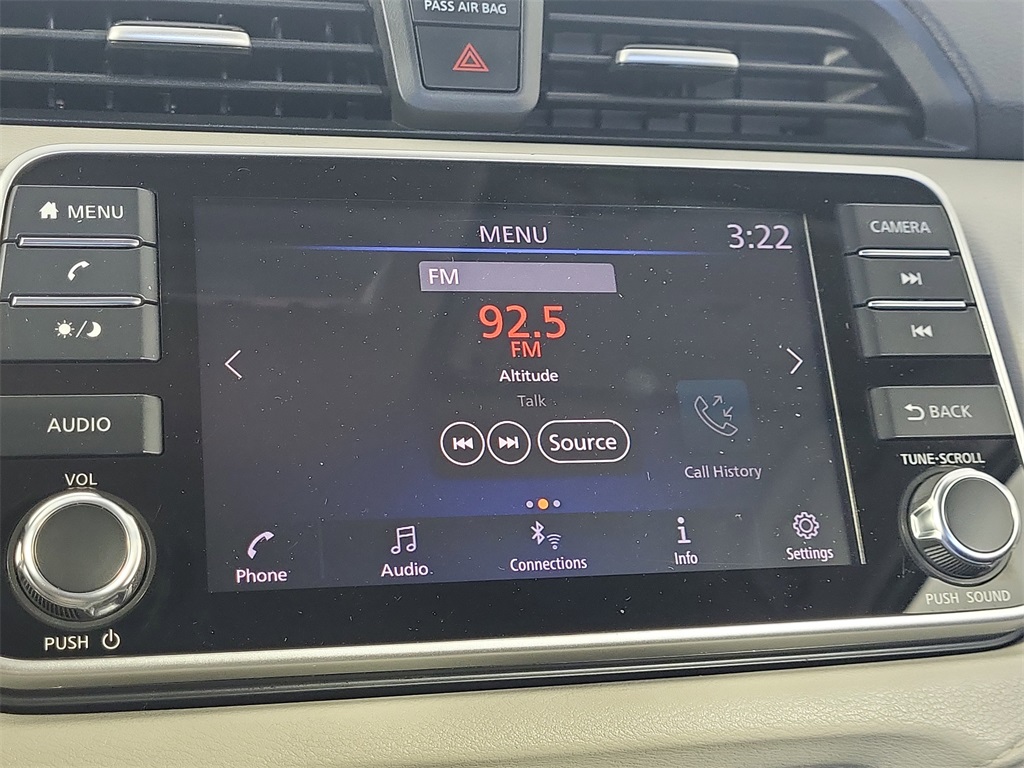 PASS AIR BAG
MENU
AUDIO
VOL
PUSH
MENU
3:22
FM
92.5
FM
Altitude
Talk
Source
Call History
Phone
Audio
Connections
Info
Settings
CAMERA
BACK
TUNE·SCROLL
PUSH SOUND